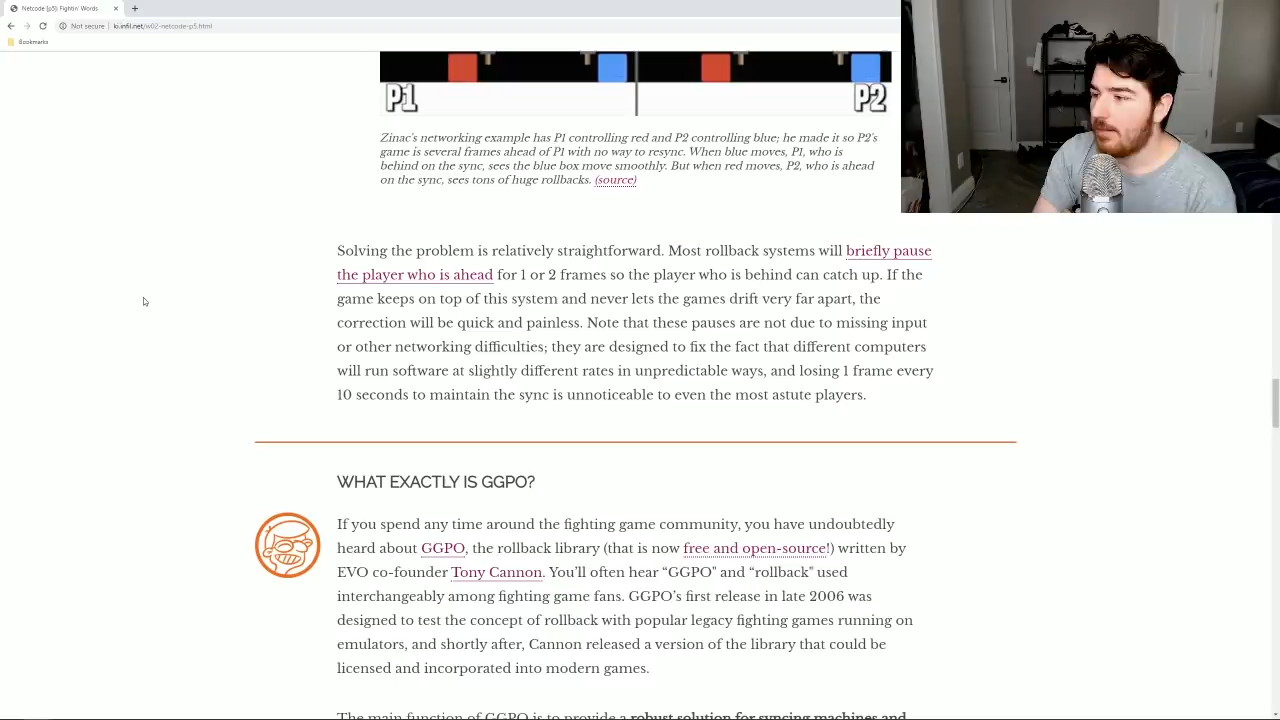 Netcode [p5]: Fightin' Words
Not secure | ki.infil.net/w02-netcode-p5.html
Bookmarks
P1 P2
Zinac's networking example has P1 controlling red and P2 controlling blue; he made it so P2's
game is several frames ahead of P1 with no way to resync. When blue moves, P1, who is
behind on the sync, sees the blue box move smoothly. But when red moves, P2, who is ahead
on the sync, sees tons of huge rollbacks. (source)
Solving the problem is relatively straightforward. Most rollback systems will briefly pause
the player who is ahead for 1 or 2 frames so the player who is behind can catch up. If the
game keeps on top of this system and never lets the games drift very far apart, the
correction will be quick and painless. Note that these pauses are not due to missing input
or other networking difficulties; they are designed to fix the fact that different computers
will run software at slightly different rates in unpredictable ways, and losing 1 frame every
10 seconds to maintain the sync is unnoticeable to even the most astute players.
WHAT EXACTLY IS GGPO?
If you spend any time around the fighting game community, you have undoubtedly
heard about GGPO, the rollback library (that is now free and open-source!) written by
EVO co-founder Tony Cannon. You'll often hear "GGPO" and "rollback" used
interchangeably among fighting game fans. GGPO's first release in late 2006 was
designed to test the concept of rollback with popular legacy fighting games running on
emulators, and shortly after, Cannon released a version of the library that could be
licensed and incorporated into modern games.
The main function of GGPO is to provide a robust solution for syncing machines and